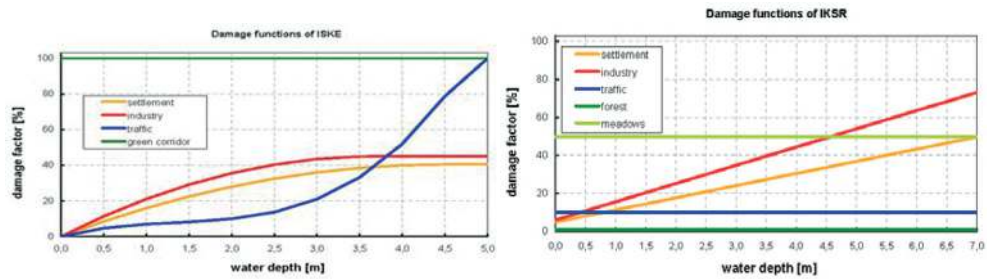 Damage functions of ISKE
damage factor [%]
100
80
60
40
20
0
settlement
industry
traffic
green corridor
0,0 0,5 1,0 1,5 2,0 2,5 3,0 3,5 4,0 4,5 5,0
water depth [m]
Damage functions of IKSR
damage factor [%]
100
80
60
40
20
0
settlement
industry
traffic
forest
meadows
0,0 0,5 1,0 1,5 2,0 2,5 3,0 3,5 4,0 4,5 5,0 5,5 6,0 6,5 7,0
water depth [m]